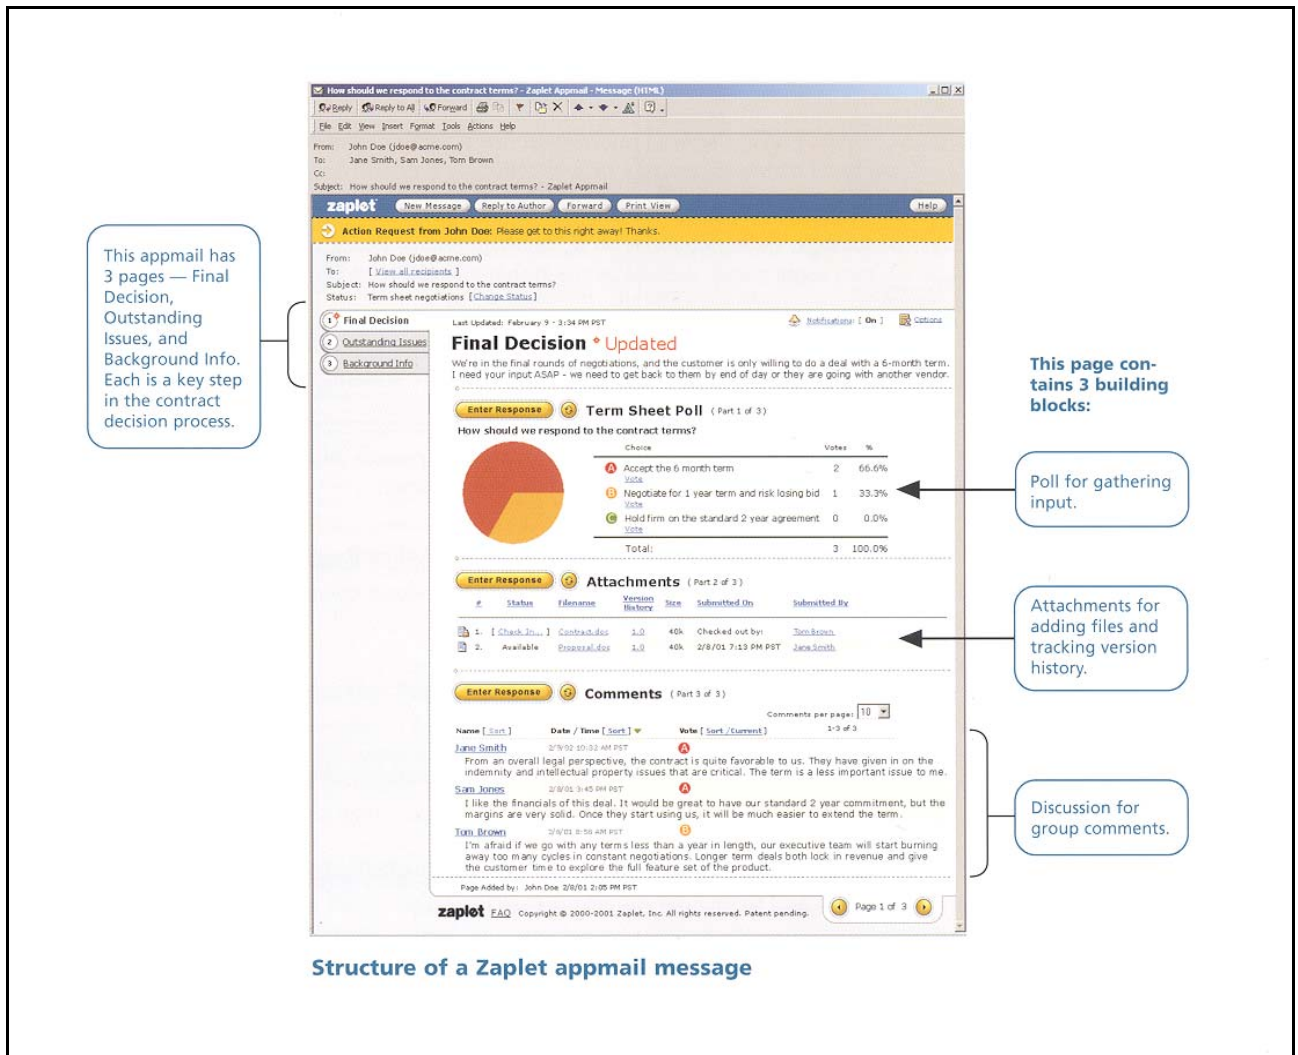 How should we respond to the contract terms? - Zaplet Appmail - Message (HTML)
Reply Reply to All Forward
File Edit View Insert Format Tools Actions Help
From: John Doe (jdoe@acme.com)
To: Jane Smith, Sam Jones, Tom Brown
Cc:
Subject: How should we respond to the contract terms? - Zaplet Appmail
zaplet New Message Reply to Author Forward Print View Help
Action Request from John Doe: Please get to this right away! Thanks.
From: John Doe (jdoe@acme.com)
To: [ View all recipients ]
Subject: How should we respond to the contract terms?
Status: Term sheet negotiations [Change Status]
This appmail has
3 pages — Final
Decision,
Outstanding
Issues, and
Background Info.
Each is a key step
in the contract
decision process.
1 Final Decision
2 Outstanding Issues
3 Background Info
Last Updated: February 9 - 3:34 PM PST Notifications: [ On ] Options
Final Decision * Updated
We're in the final rounds of negotiations, and the customer is only willing to do a deal with a 6-month term.
I need your input ASAP - we need to get back to them by end of day or they are going with another vendor.
Enter Response Term Sheet Poll (Part 1 of 3)
How should we respond to the contract terms?
Choice Votes %
A Accept the 6 month term 2 66.6%
Vote
B Negotiate for 1 year term and risk losing bid 1 33.3%
Vote
C Hold firm on the standard 2 year agreement 0 0.0%
Vote
Total: 3 100.0%
This page con-
tains 3 building
blocks:
Poll for gathering
input.
Enter Response Attachments (Part 2 of 3)
# Status Filename Version History Size Submitted On Submitted By
1. [ Check In... ] Contract.doc 1.0 48k Checked out by: Tom Brown
2. Available Proposal.doc 1.0 40k 2/8/01 7:13 PM PST Jane Smith
Attachments for
adding files and
tracking version
history.
Enter Response Comments (Part 3 of 3)
Comments per page: 10
Name [ Sort ] Date / Time [ Sort ] Vote [ Sort / Current ] 1-3 of 3
Jane Smith 2/9/02 10:32 AM PST A
From an overall legal perspective, the contract is quite favorable to us. They have given in on the
indemnity and intellectual property issues that are critical. The term is a less important issue to me.
Sam Jones 2/8/01 3:45 PM PST A
I like the financials of this deal. It would be great to have our standard 2 year commitment, but the
margins are very solid. Once they start using us, it will be much easier to extend the term.
Tom Brown 2/8/01 8:56 AM PST B
I'm afraid if we go with any terms less than a year in length, our executive team will start burning
away too many cycles in constant negotiations. Longer term deals both lock in revenue and give
the customer time to explore the full feature set of the product.
Discussion for
group comments.
Page Added by: John Doe 2/8/01 2:05 PM PST
zaplet FAQ Copyright © 2000-2001 Zaplet, Inc. All rights reserved. Patent pending. Page 1 of 3
Structure of a Zaplet appmail message